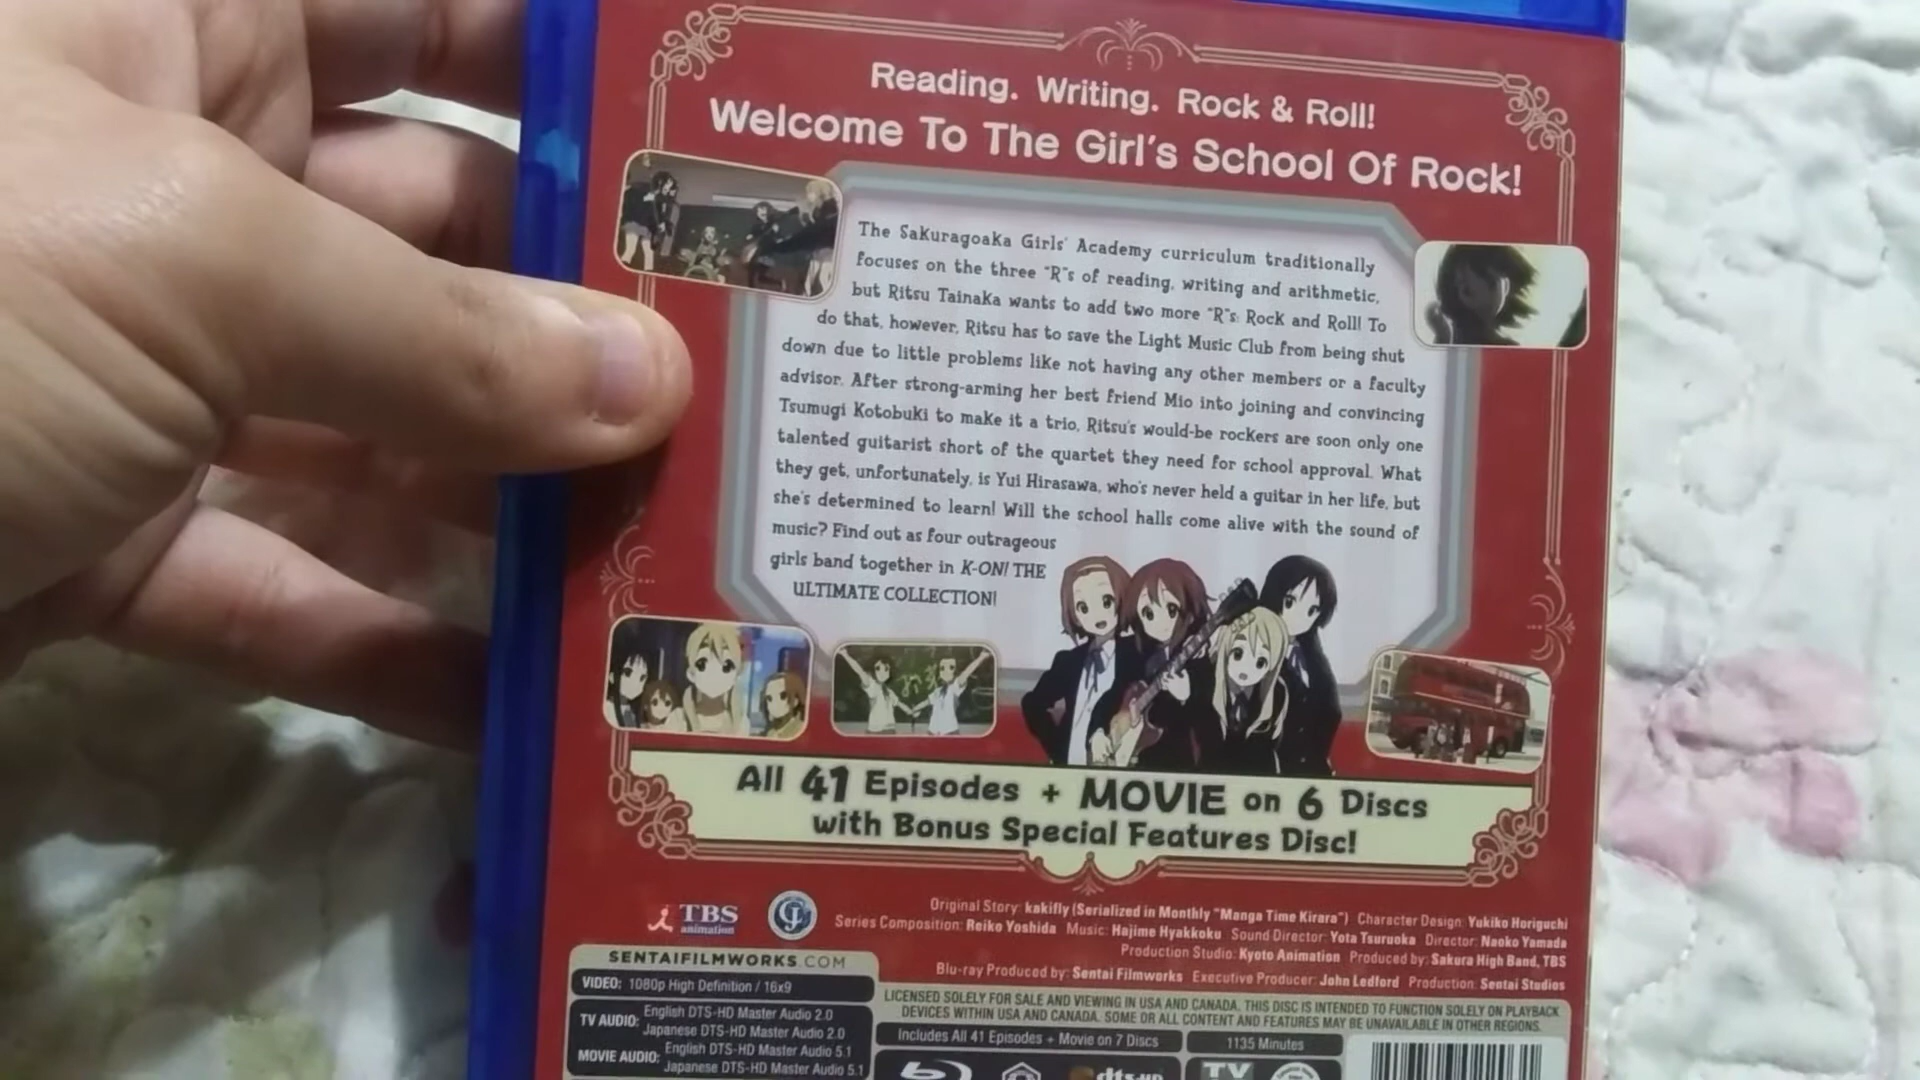 Reading. Writing. Rock & Roll!
Welcome To The Girl's School Of Rock!
The Sakuragoaka Girls' Academy curriculum traditionally
focuses on the three "R"s of reading, writing and arithmetic,
but Ritsu Tainaka wants to add two more "R"s: Rock and Roll! To
do that, however, Ritsu has to save the Light Music Club from being shut
down due to little problems like not having any other members or a faculty
advisor. After strong-arming her best friend Mio into joining and convincing
Tsumugi Kotobuki to make it a trio, Ritsu's would-be rockers are soon only one
talented guitarist short of the quartet they need for school approval. What
they get, unfortunately, is Yui Hirasawa, who's never held a guitar in her life, but
she's determined to learn! Will the school halls come alive with the sound of
music? Find out as four outrageous
girls band together in K-ON! THE
ULTIMATE COLLECTION!
All 41 Episodes + MOVIE on 6 Discs
with Bonus Special Features Disc!
TBS
animation
Original Story: kakifly (Serialized in Monthly "Manga Time Kirara") Character Design: Yukiko Horiguchi
Series Composition: Reiko Yoshida Music: Hajime Hyakkoku Sound Director: Yota Tsuruoka Director: Naoko Yamada
Production Studio: Kyoto Animation Produced by: Sakura High Band, TBS
Blu-ray Produced by: Sentai Filmworks Executive Producer: John Ledford Production: Sentai Studios
SENTAIFILMWORKS.COM
VIDEO: 1080p High Definition / 16x9
TV AUDIO: English DTS-HD Master Audio 2.0
Japanese DTS-HD Master Audio 2.0
MOVIE AUDIO: English DTS-HD Master Audio 5.1
Japanese DTS-HD Master Audio 5.1
LICENSED SOLELY FOR SALE AND VIEWING IN USA AND CANADA. THIS DISC IS INTENDED TO FUNCTION SOLELY ON PLAYBACK
DEVICES WITHIN USA AND CANADA. SOME OR ALL CONTENT AND FEATURES MAY BE UNAVAILABLE IN OTHER REGIONS.
Includes All 41 Episodes + Movie on 7 Discs
1135 Minutes
dts-HD
TV